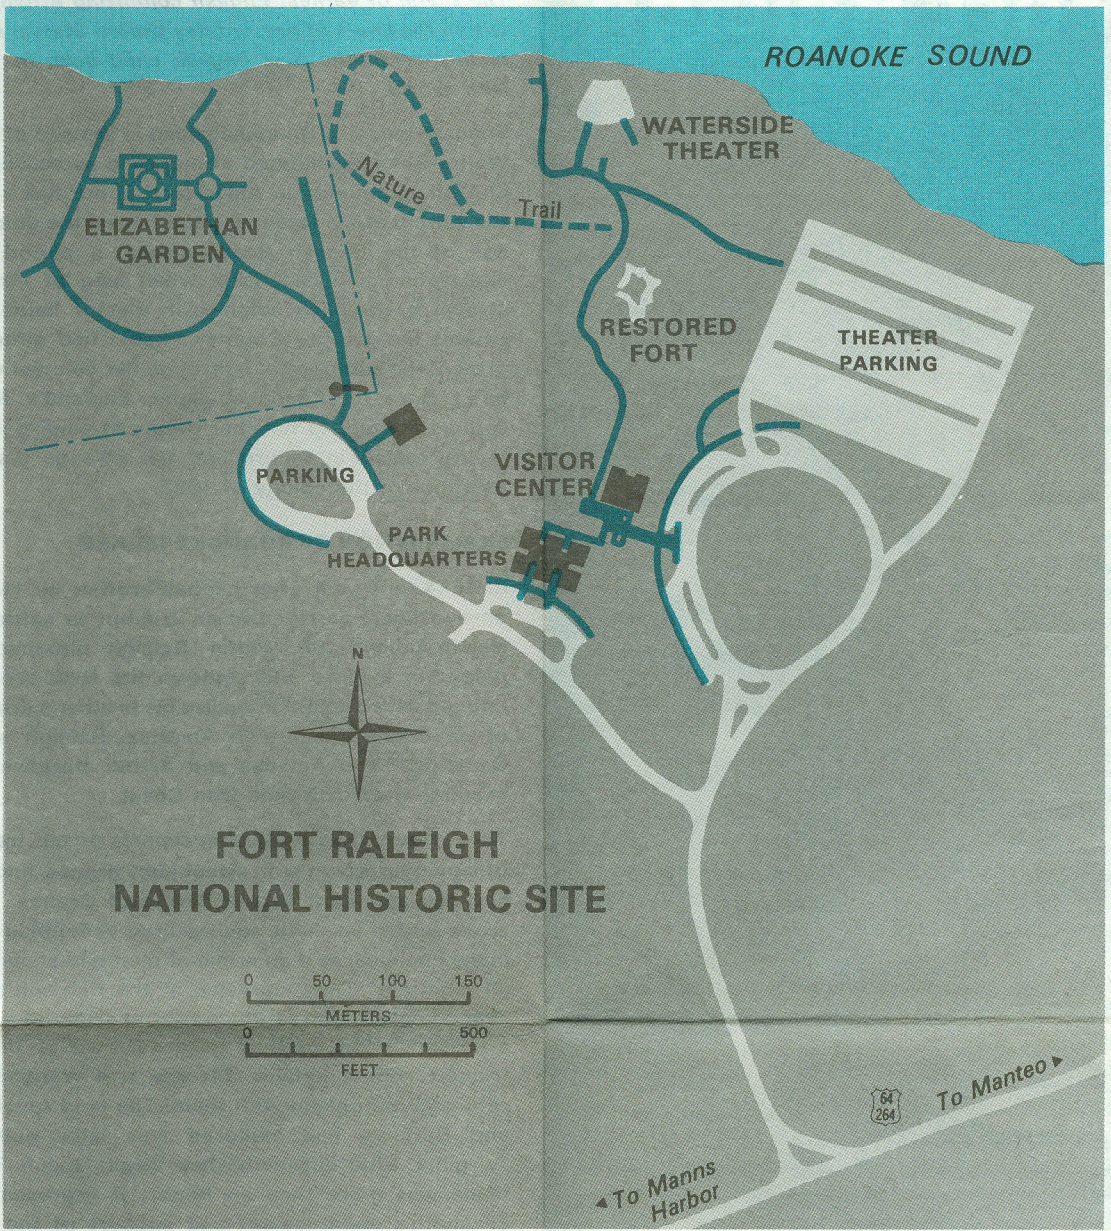 ROANOKE SOUND
WATERSIDE
THEATER
Nature
Trail
ELIZABETHAN
GARDEN
RESTORED
FORT
THEATER
PARKING
PARKING
VISITOR
CENTER
PARK
HEADQUARTERS
N
FORT RALEIGH
NATIONAL HISTORIC SITE
0 50 100 150
METERS
0 500
FEET
64
264
To Manteo
To Manns
Harbor